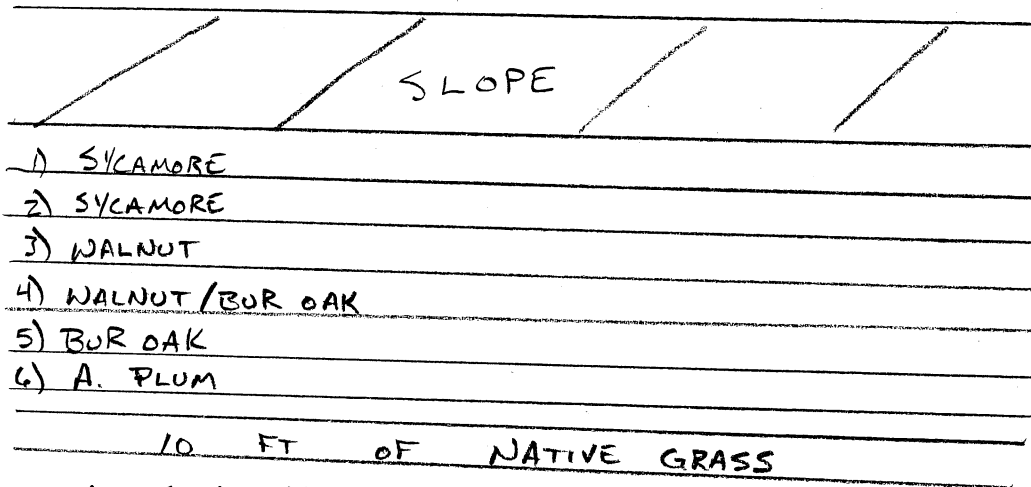 SLOPE
1) SYCAMORE
2) SYCAMORE
3) WALNUT
4) WALNUT/BUR OAK
5) BUR OAK
6) A. PLUM
10 FT OF NATIVE GRASS